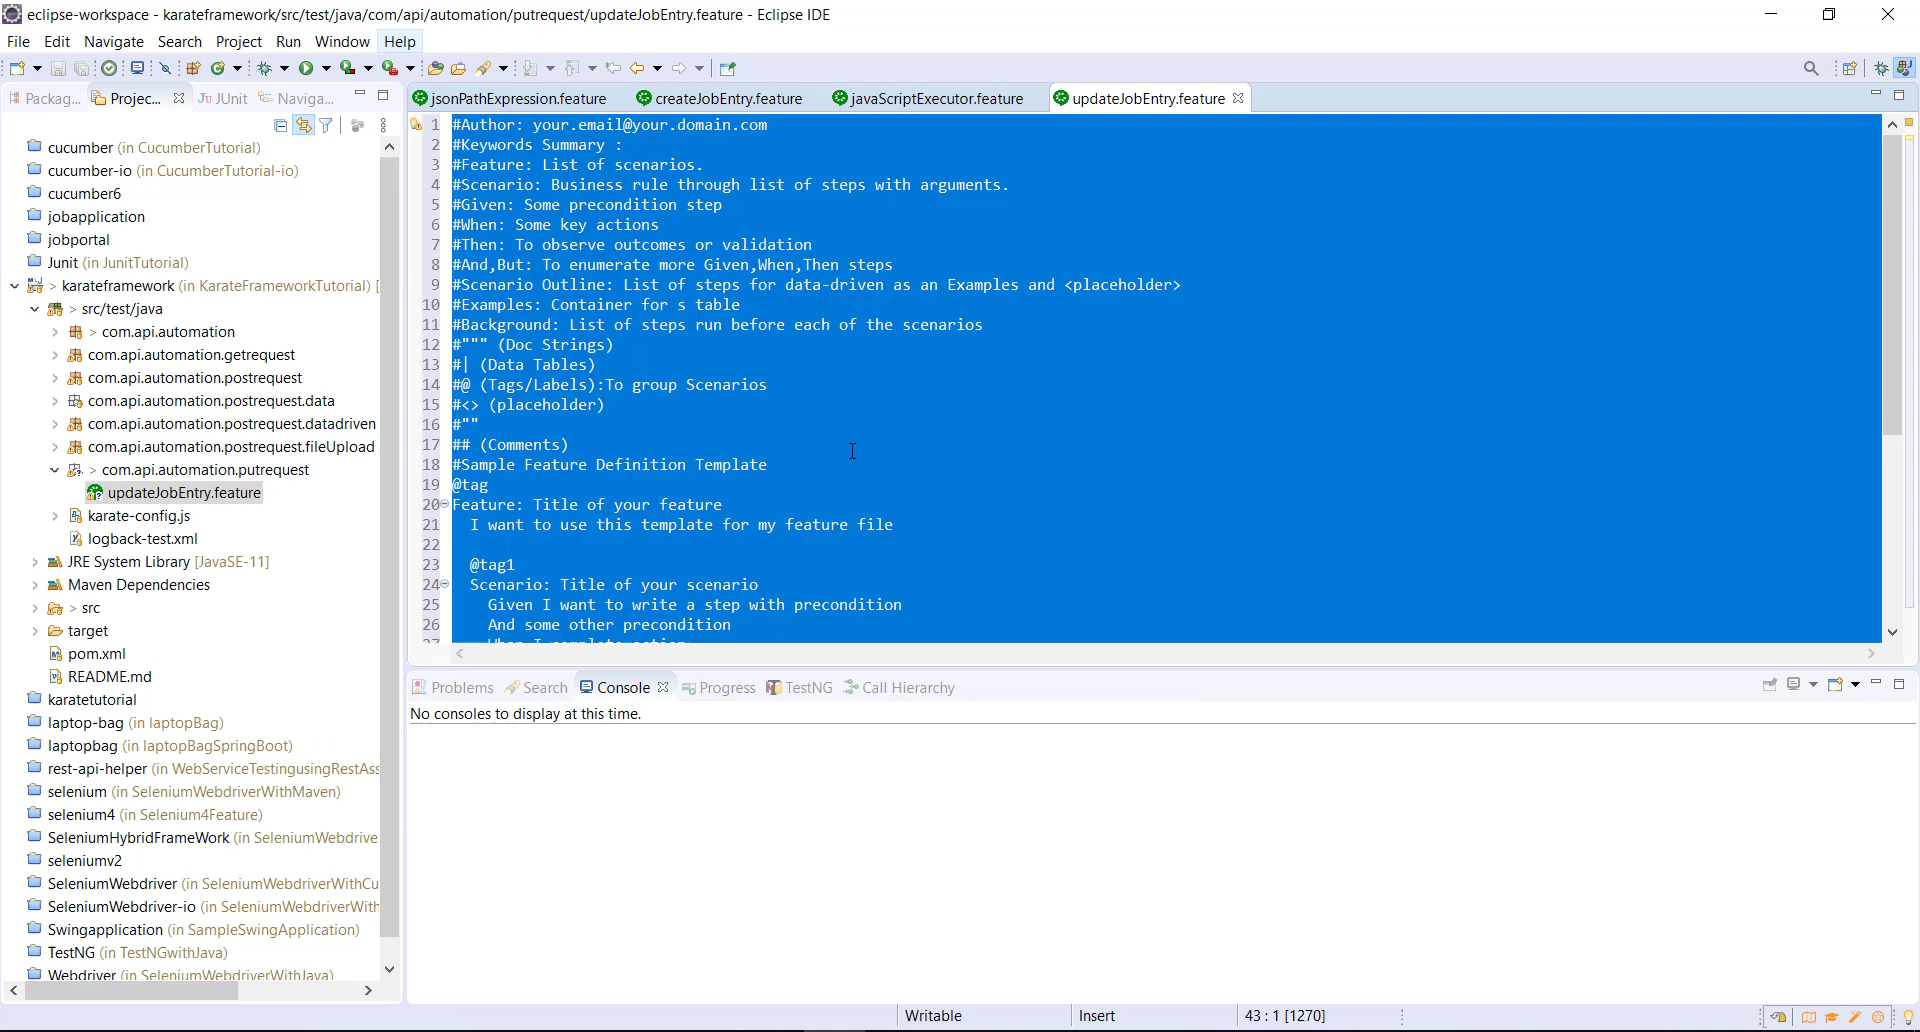 eclipse-workspace - karateframework/src/test/java/com/api/automation/putrequest/updateJobEntry.feature - Eclipse IDE
File Edit Navigate Search Project Run Window Help
Packag... Projec... JUnit Naviga...
jsonPathExpression.feature createJobEntry.feature javaScriptExecutor.feature updateJobEntry.feature
cucumber (in CucumberTutorial)
cucumber-io (in CucumberTutorial-io)
cucumber6
jobapplication
jobportal
Junit (in JunitTutorial)
> karateframework (in KarateFrameworkTutorial) [
> src/test/java
> com.api.automation
com.api.automation.getrequest
com.api.automation.postrequest
com.api.automation.postrequest.data
com.api.automation.postrequest.datadriven
com.api.automation.postrequest.fileUpload
> com.api.automation.putrequest
updateJobEntry.feature
karate-config.js
logback-test.xml
JRE System Library [JavaSE-11]
Maven Dependencies
> src
target
pom.xml
README.md
karatetutorial
laptop-bag (in laptopBag)
laptopbag (in laptopBagSpringBoot)
rest-api-helper (in WebServiceTestingusingRestAss
selenium (in SeleniumWebdriverWithMaven)
selenium4 (in Selenium4Feature)
SeleniumHybridFrameWork (in SeleniumWebdrive
seleniumv2
SeleniumWebdriver (in SeleniumWebdriverWithCu
SeleniumWebdriver-io (in SeleniumWebdriverWith
Swingapplication (in SampleSwingApplication)
TestNG (in TestNGwithJava)
Webdriver (in SeleniumWebdriverWithJava)
1 #Author: your.email@your.domain.com
2 #Keywords Summary :
3 #Feature: List of scenarios.
4 #Scenario: Business rule through list of steps with arguments.
5 #Given: Some precondition step
6 #When: Some key actions
7 #Then: To observe outcomes or validation
8 #And,But: To enumerate more Given,When,Then steps
9 #Scenario Outline: List of steps for data-driven as an Examples and <placeholder>
10 #Examples: Container for s table
11 #Background: List of steps run before each of the scenarios
12 #""" (Doc Strings)
13 #| (Data Tables)
14 #@ (Tags/Labels):To group Scenarios
15 #<> (placeholder)
16 #""
17 ## (Comments)
18 #Sample Feature Definition Template
19 @tag
20 Feature: Title of your feature
21 I want to use this template for my feature file
22
23 @tag1
24 Scenario: Title of your scenario
25 Given I want to write a step with precondition
26 And some other precondition
27
Problems Search Console Progress TestNG Call Hierarchy
No consoles to display at this time.
Writable Insert 43 : 1 [1270]